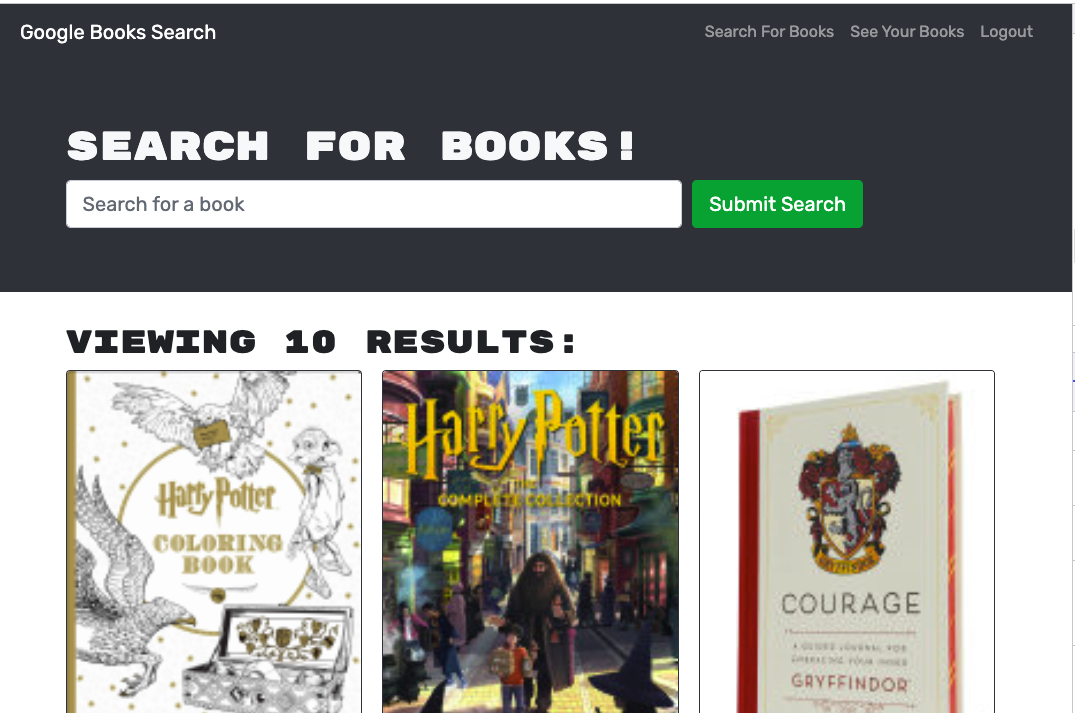 Google Books Search
Search For Books
See Your Books
Logout
SEARCH FOR BOOKS!
Search for a book
Submit Search
VIEWING 10 RESULTS:
Harry Potter
COLORING
BOOK
Harry Potter
THE
COMPLETE COLLECTION
COURAGE
A GUIDED JOURNAL FOR
EMBRACING YOUR INNER
GRYFFINDOR